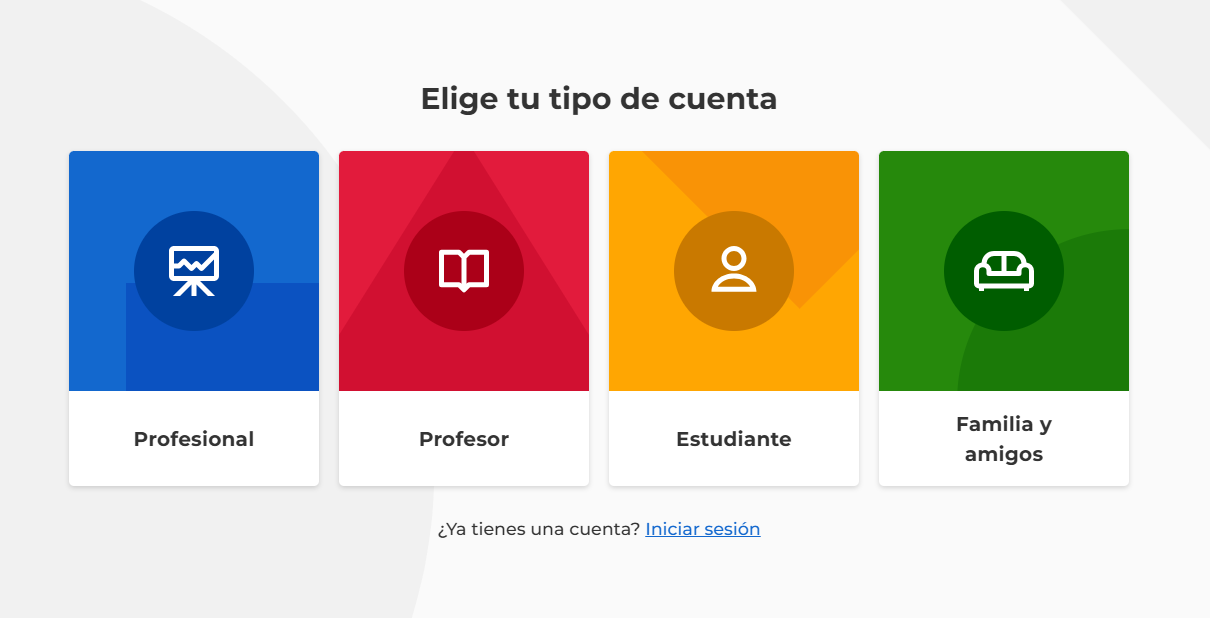 Elige tu tipo de cuenta
Profesional
Profesor
Estudiante
Familia y
amigos
¿Ya tienes una cuenta? Iniciar sesión